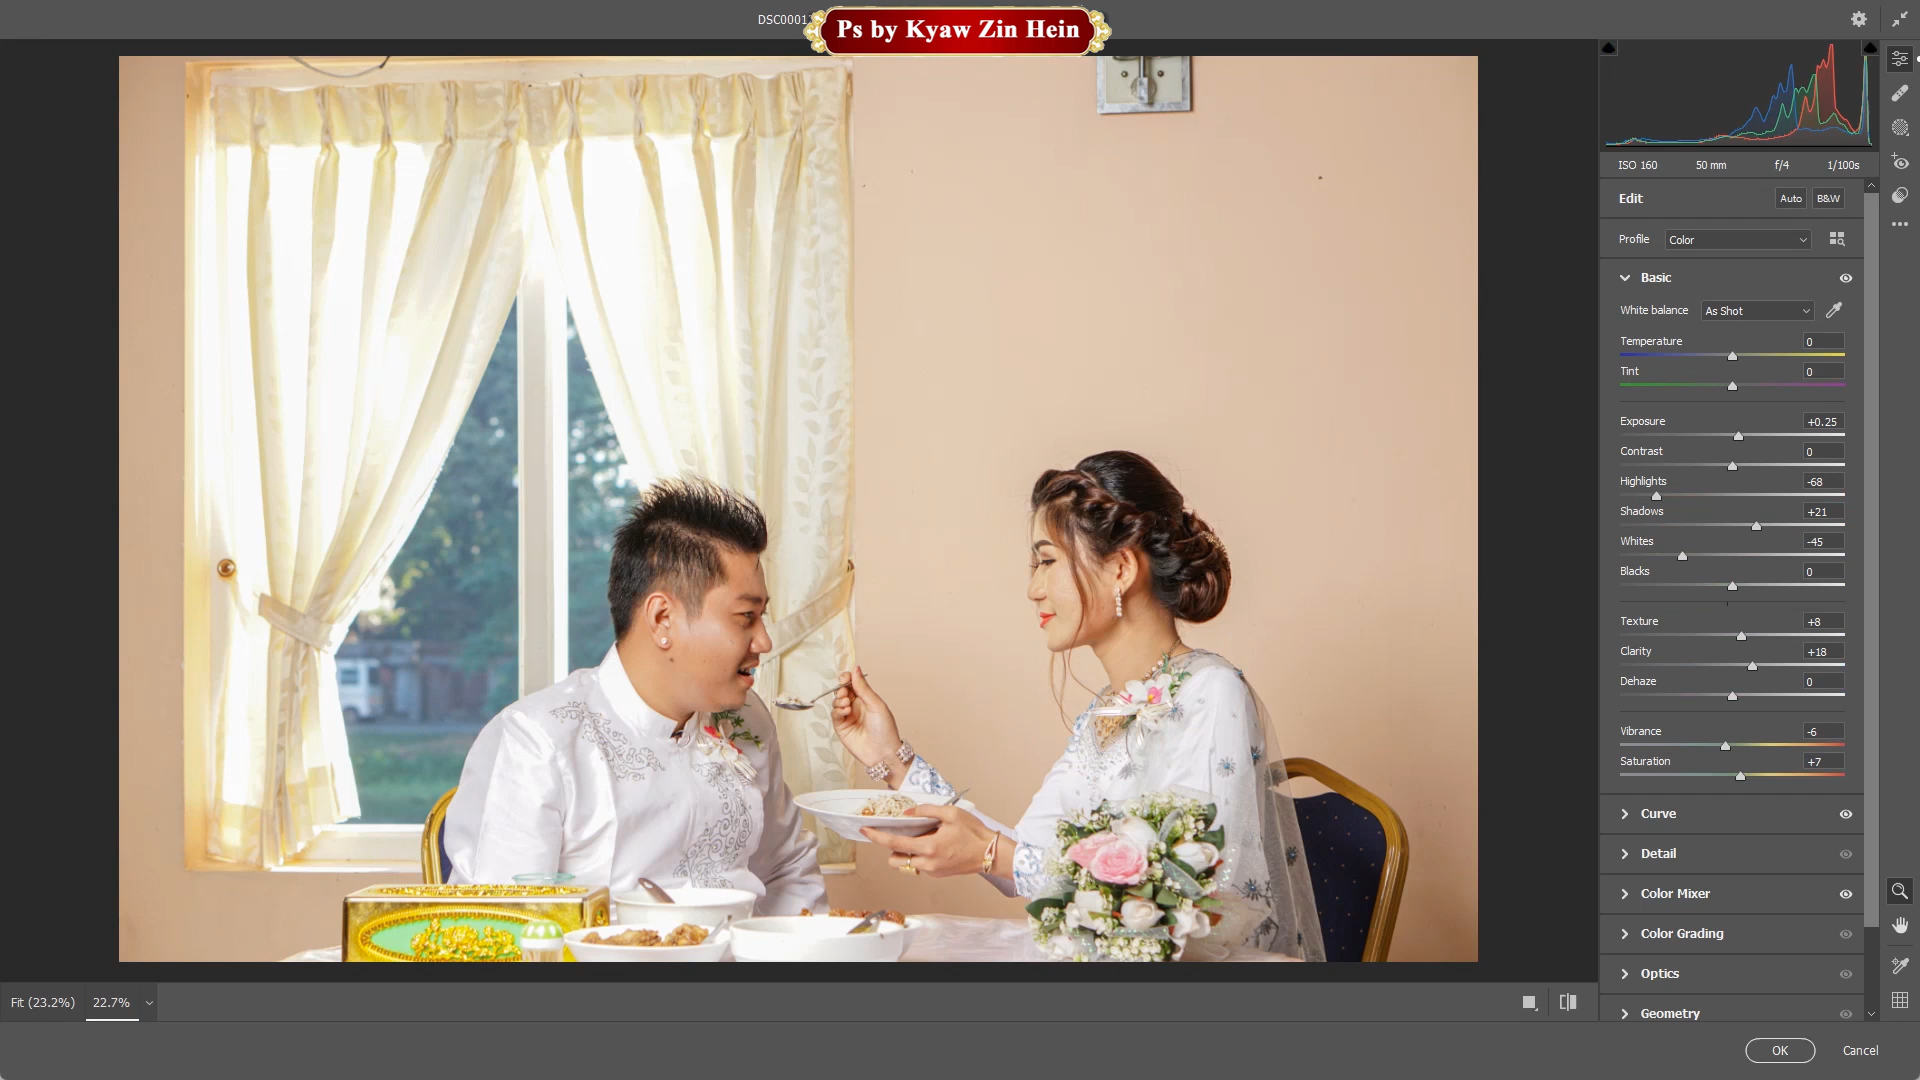 DSC0001
Ps by Kyaw Zin Hein
ISO 160 50 mm f/4 1/100s
Edit Auto B&W
Profile Color
Basic
White balance As Shot
Temperature 0
Tint 0
Exposure +0.25
Contrast 0
Highlights -68
Shadows +21
Whites -45
Blacks 0
Texture +8
Clarity +18
Dehaze 0
Vibrance -6
Saturation +7
Curve
Detail
Color Mixer
Color Grading
Optics
Geometry
Fit (23.2%) 22.7%
OK Cancel